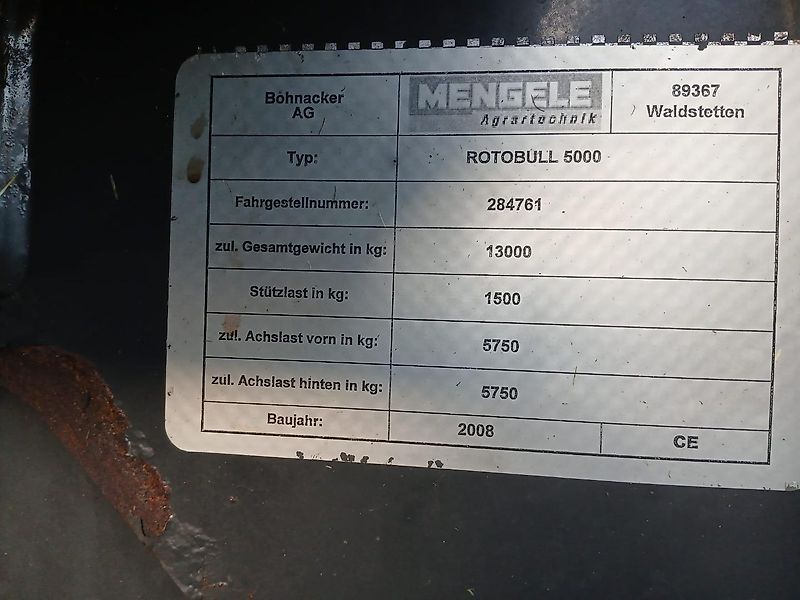 Bohnacker
AG
MENGELE
Agrartechnik
89367
Waldstetten
Typ: ROTOBULL 5000
Fahrgestellnummer: 284761
zul. Gesamtgewicht in kg: 13000
Stützlast in kg: 1500
zul. Achslast vorn in kg: 5750
zul. Achslast hinten in kg: 5750
Baujahr: 2008 CE